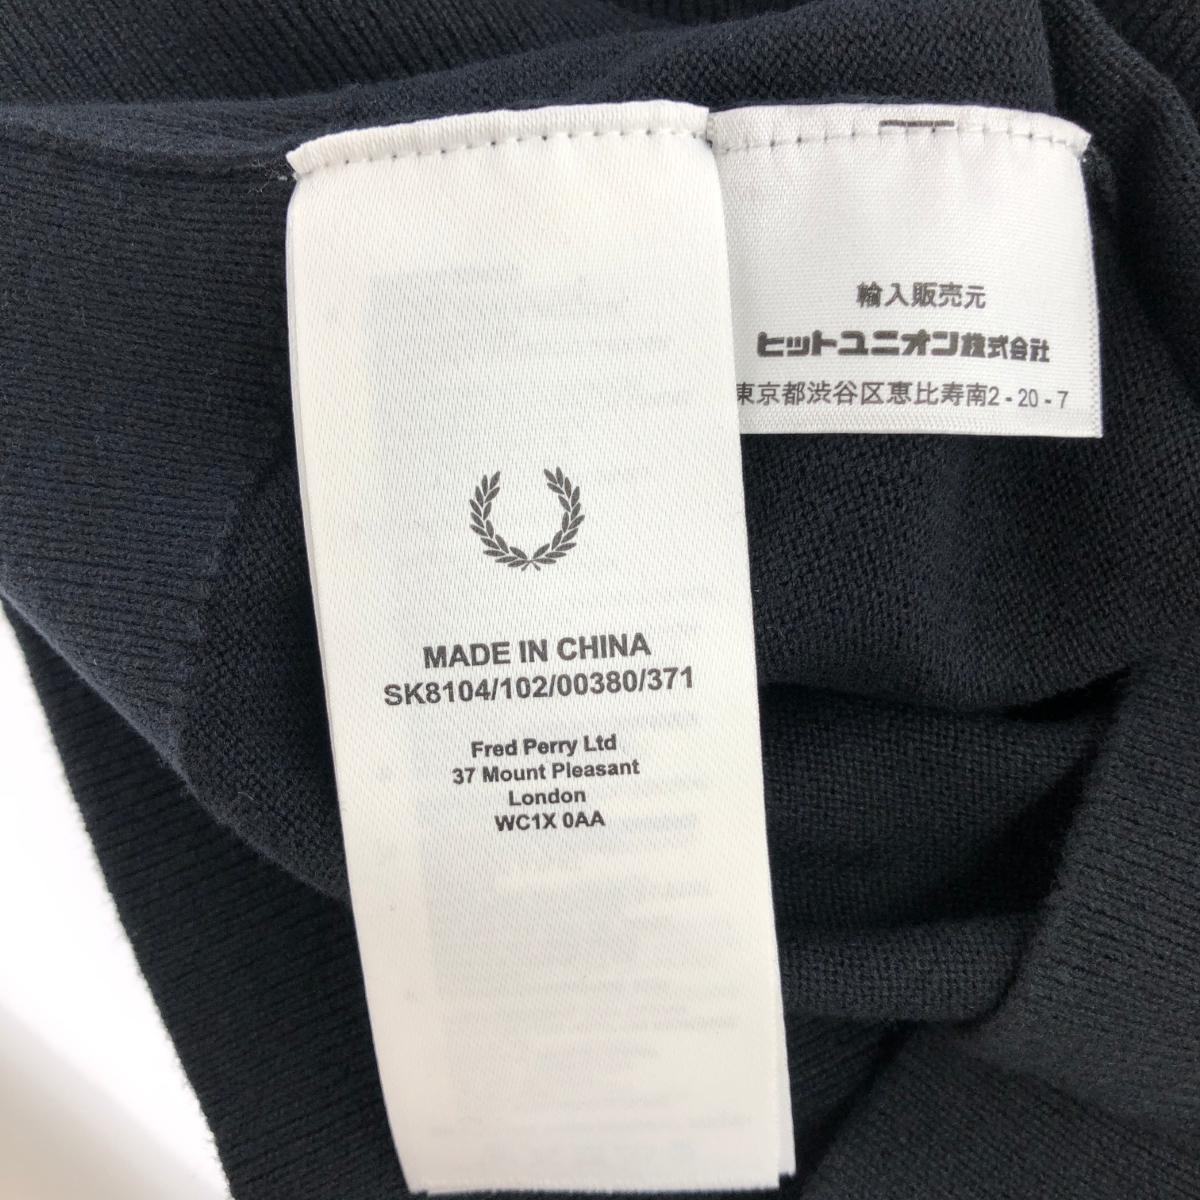 MADE IN CHINA
SK8104/102/00380/371
Fred Perry Ltd
37 Mount Pleasant
London
WC1X 0AA
輸入販売元
ヒットユニオン株式会社
東京都渋谷区恵比寿南2-20-7